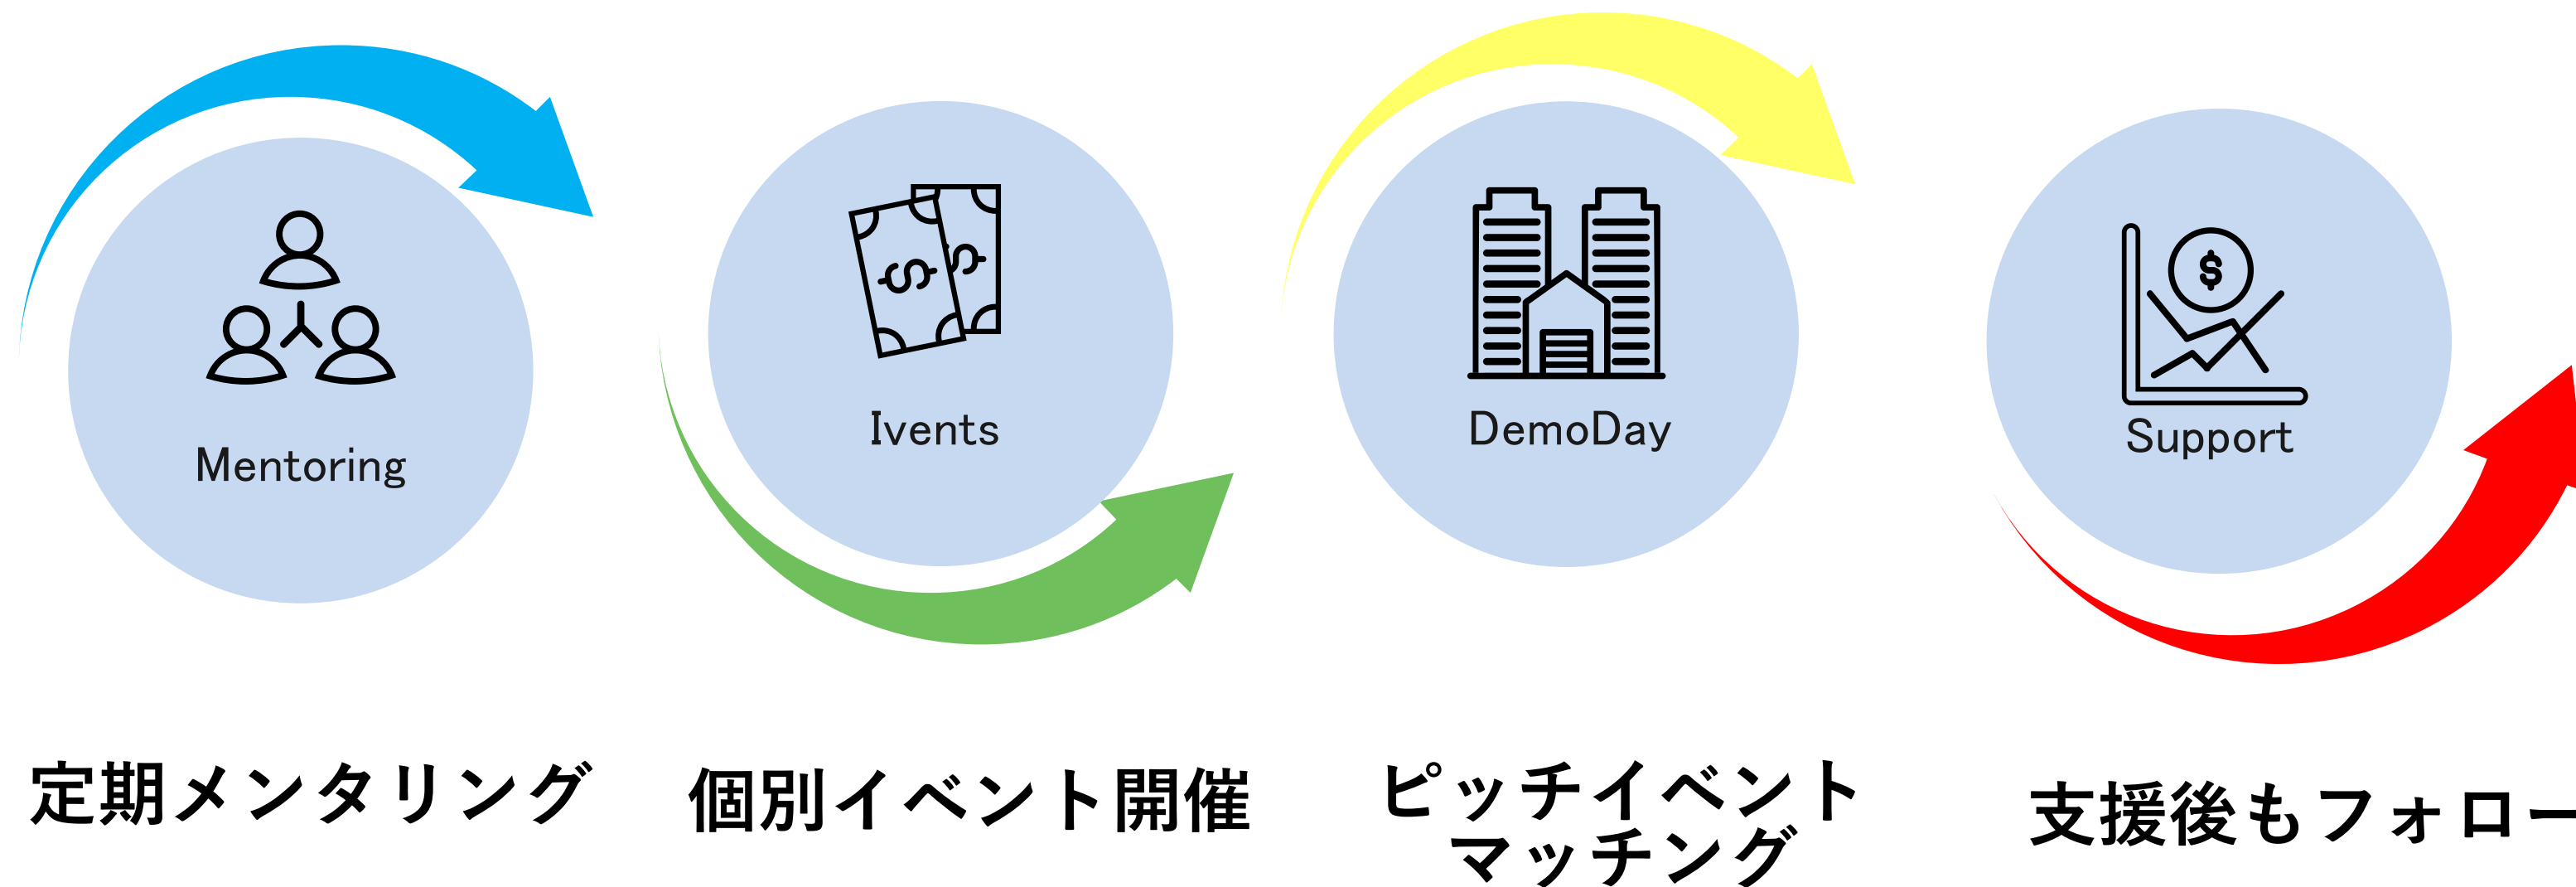 Mentoring
Ivents
DemoDay
Support
定期メンタリング
個別イベント開催
ピッチイベント
マッチング
支援後もフォロー